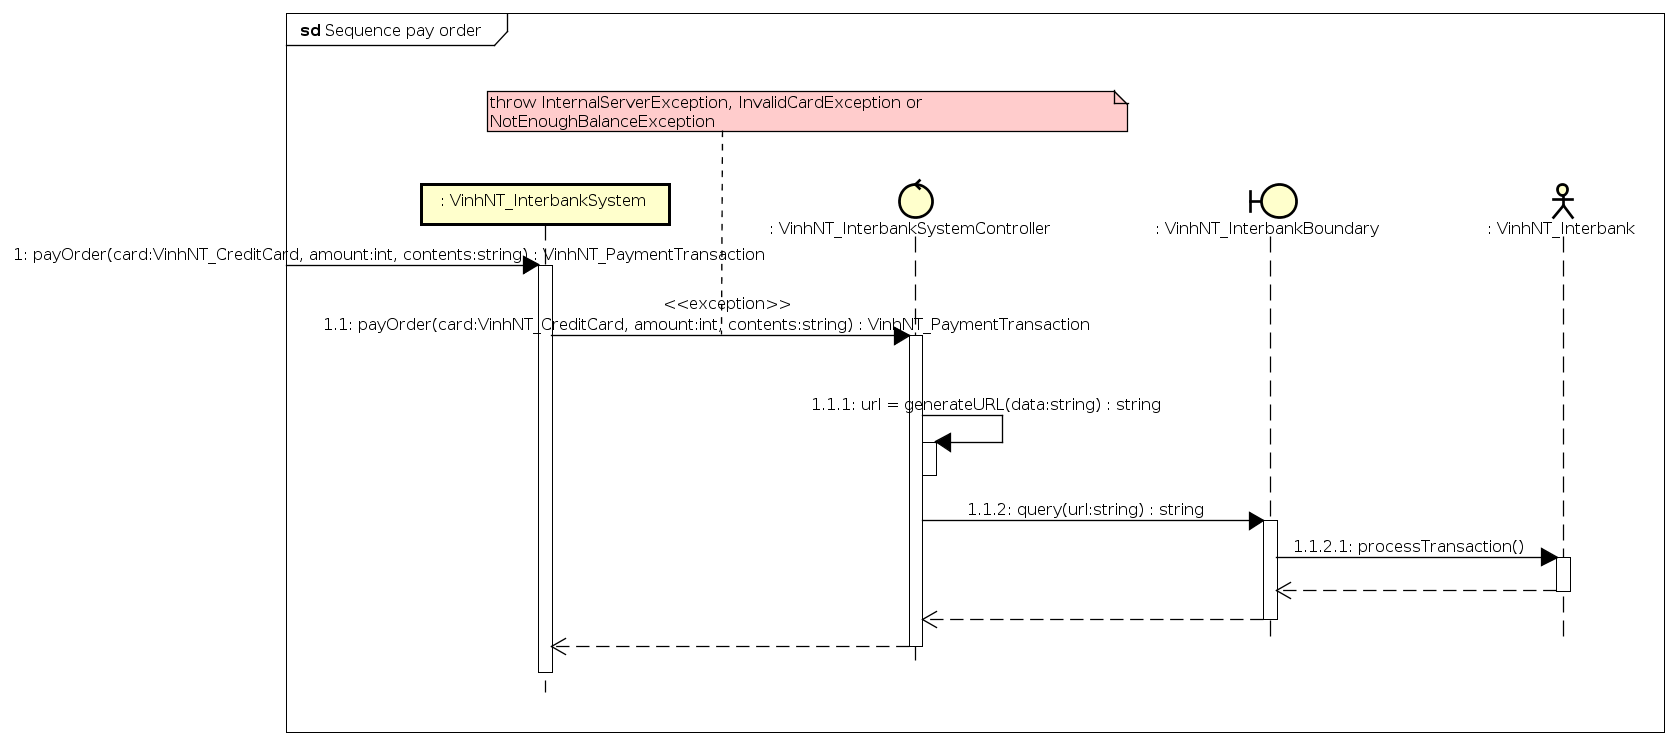 sd Sequence pay order
throw InternalServerException, InvalidCardException or
NotEnoughBalanceException
: VinhNT_InterbankSystem
: VinhNT_InterbankSystemController
: VinhNT_InterbankBoundary
: VinhNT_Interbank
1: payOrder(card:VinhNT_CreditCard, amount:int, contents:string) : VinhNT_PaymentTransaction
<<exception>>
1.1: payOrder(card:VinhNT_CreditCard, amount:int, contents:string) : VinhNT_PaymentTransaction
1.1.1: url = generateURL(data:string) : string
1.1.2: query(url:string) : string
1.1.2.1: processTransaction()